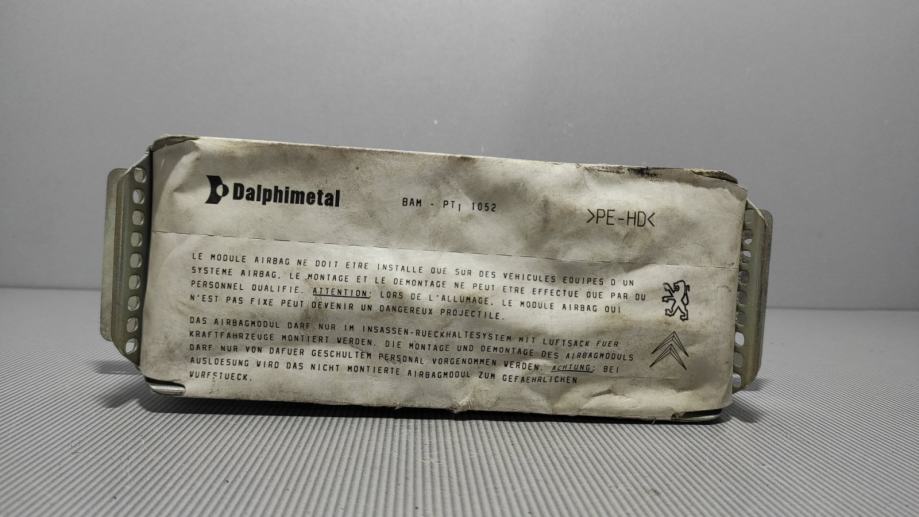 Dalphimetal
BAM - PT1 1052
>PE-HD<
LE MODULE AIRBAG NE DOIT ETRE INSTALLE QUE SUR DES VEHICULES EQUIPES D UN
SYSTEME AIRBAG. LE MONTAGE ET LE DEMONTAGE NE PEUT ETRE EFFECTUE QUE PAR DU
PERSONNEL QUALIFIE. ATTENTION: LORS DE L'ALLUMAGE, LE MODULE AIRBAG QUI
N'EST PAS FIXE PEUT DEVENIR UN DANGEREUX PROJECTILE.
DAS AIRBAGMODUL DARF NUR IM INSASSEN-RUECKHALTESYSTEM MIT LUFTSACK FUER
KRAFTFAHRZEUGE MONTIERT WERDEN. DIE MONTAGE UND DEMONTAGE DES AIRBAGMODULS
DARF NUR VON DAFUER GESCHULTEM PERSONAL VORGENOMMEN WERDEN. ACHTUNG: BEI
AUSLOESUNG WIRD DAS NICHT MONTIERTE AIRBAGMODUL ZUM GEFAEHRLICHEN
WURFSTUECK.